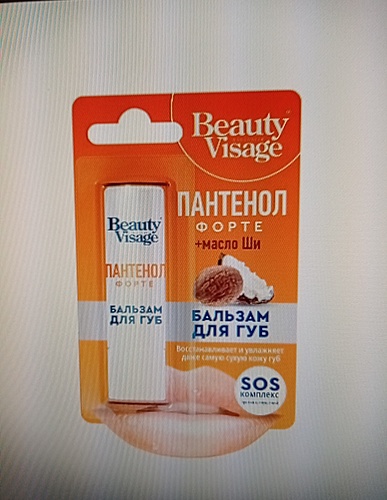 Beauty
Visage
ПАНТЕНОЛ
ФОРТЕ
+масло Ши
БАЛЬЗАМ
ДЛЯ ГУБ
Восстанавливает и увлажняет
даже самую сухую кожу губ
SOS
КОМПЛЕКС
Beauty
Visage
ПАНТЕНОЛ
ФОРТЕ
БАЛЬЗАМ
ДЛЯ ГУБ